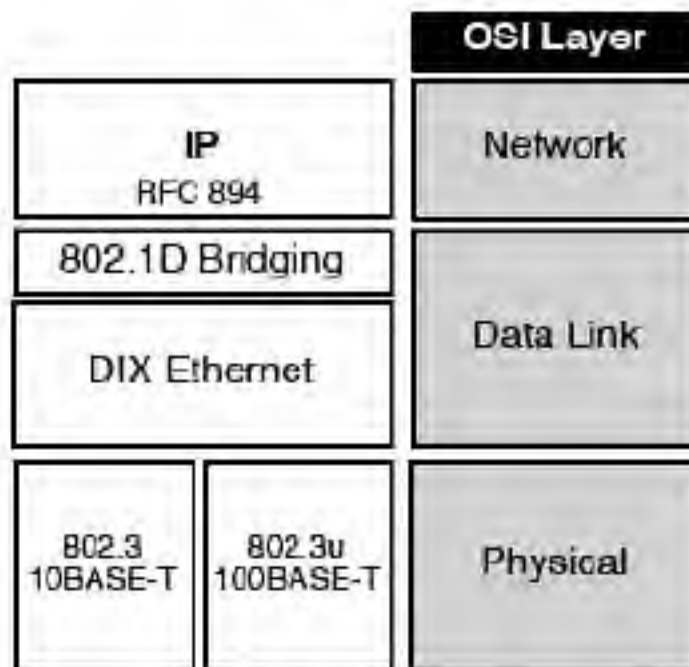 OSI Layer
IP
RFC 894
Network
802.1D Bridging
DIX Ethernet
Data Link
802.3
10BASE-T
802.3u
100BASE-T
Physical